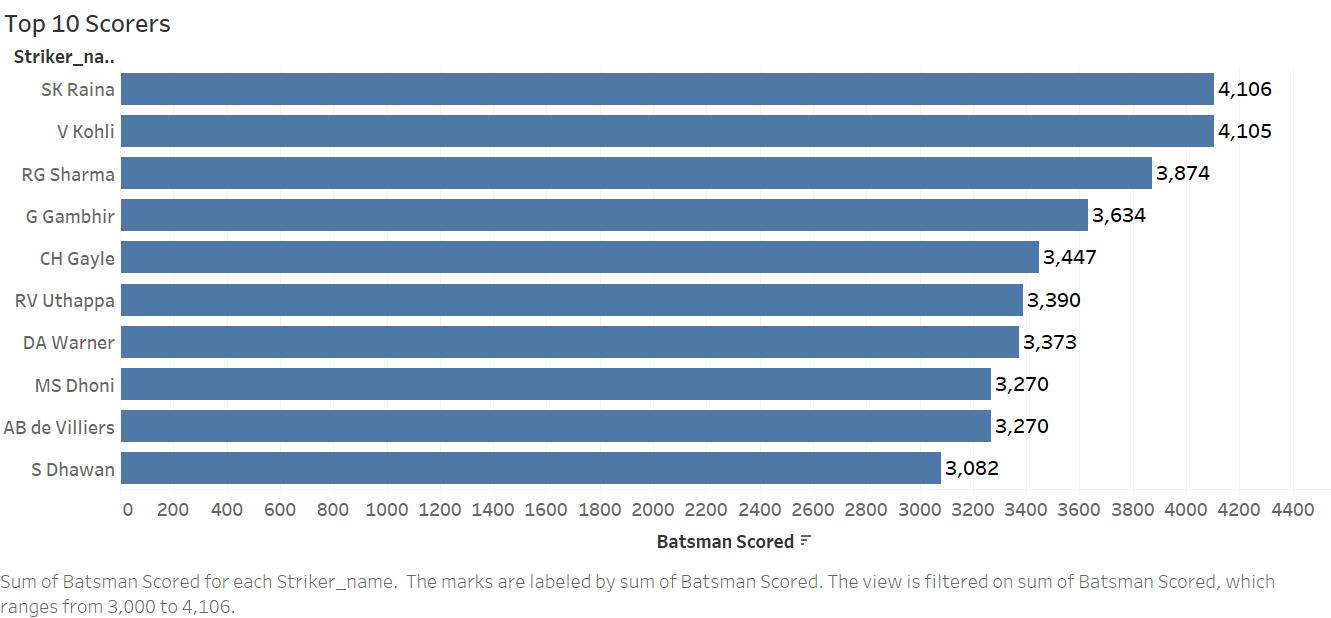 Top 10 Scorers
Striker_na..
SK Raina 4,106
V Kohli 4,105
RG Sharma 3,874
G Gambhir 3,634
CH Gayle 3,447
RV Uthappa 3,390
DA Warner 3,373
MS Dhoni 3,270
AB de Villiers 3,270
S Dhawan 3,082
0 200 400 600 800 1000 1200 1400 1600 1800 2000 2200 2400 2600 2800 3000 3200 3400 3600 3800 4000 4200 4400
Batsman Scored
Sum of Batsman Scored for each Striker_name. The marks are labeled by sum of Batsman Scored. The view is filtered on sum of Batsman Scored, which
ranges from 3,000 to 4,106.